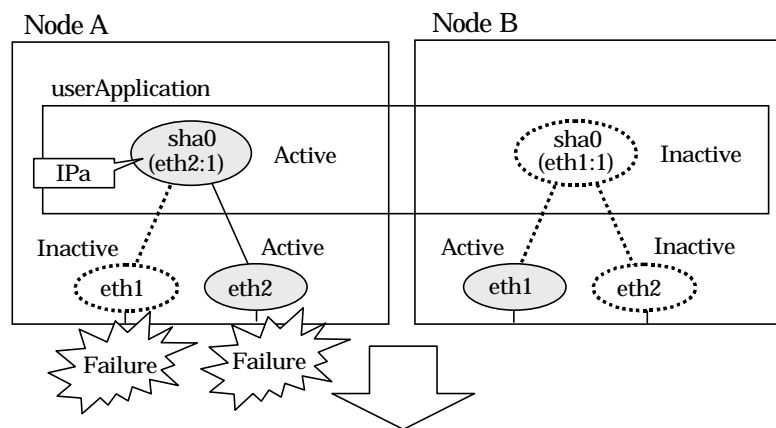 Node A
Node B
userApplication
sha0
(eth2:1)
Active
IPa
sha0
(eth1:1)
Inactive
Inactive
Active
Active
Inactive
eth1
eth2
eth1
eth2
Failure
Failure